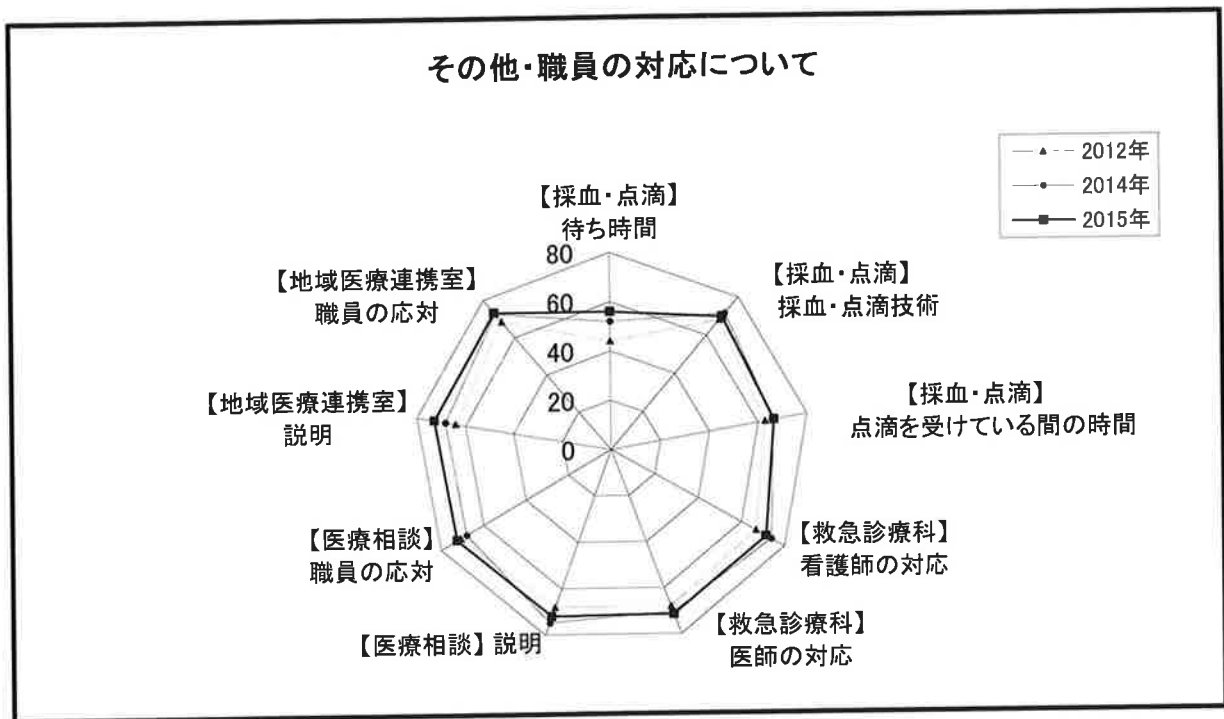 その他・職員の対応について
2012年
2014年
2015年
【採血・点滴】
待ち時間
【採血・点滴】
採血・点滴技術
【採血・点滴】
点滴を受けている間の時間
【救急診療科】
看護師の対応
【救急診療科】
医師の対応
【医療相談】 説明
【医療相談】
職員の応対
【地域医療連携室】
説明
【地域医療連携室】
職員の応対
80
60
40
20
0